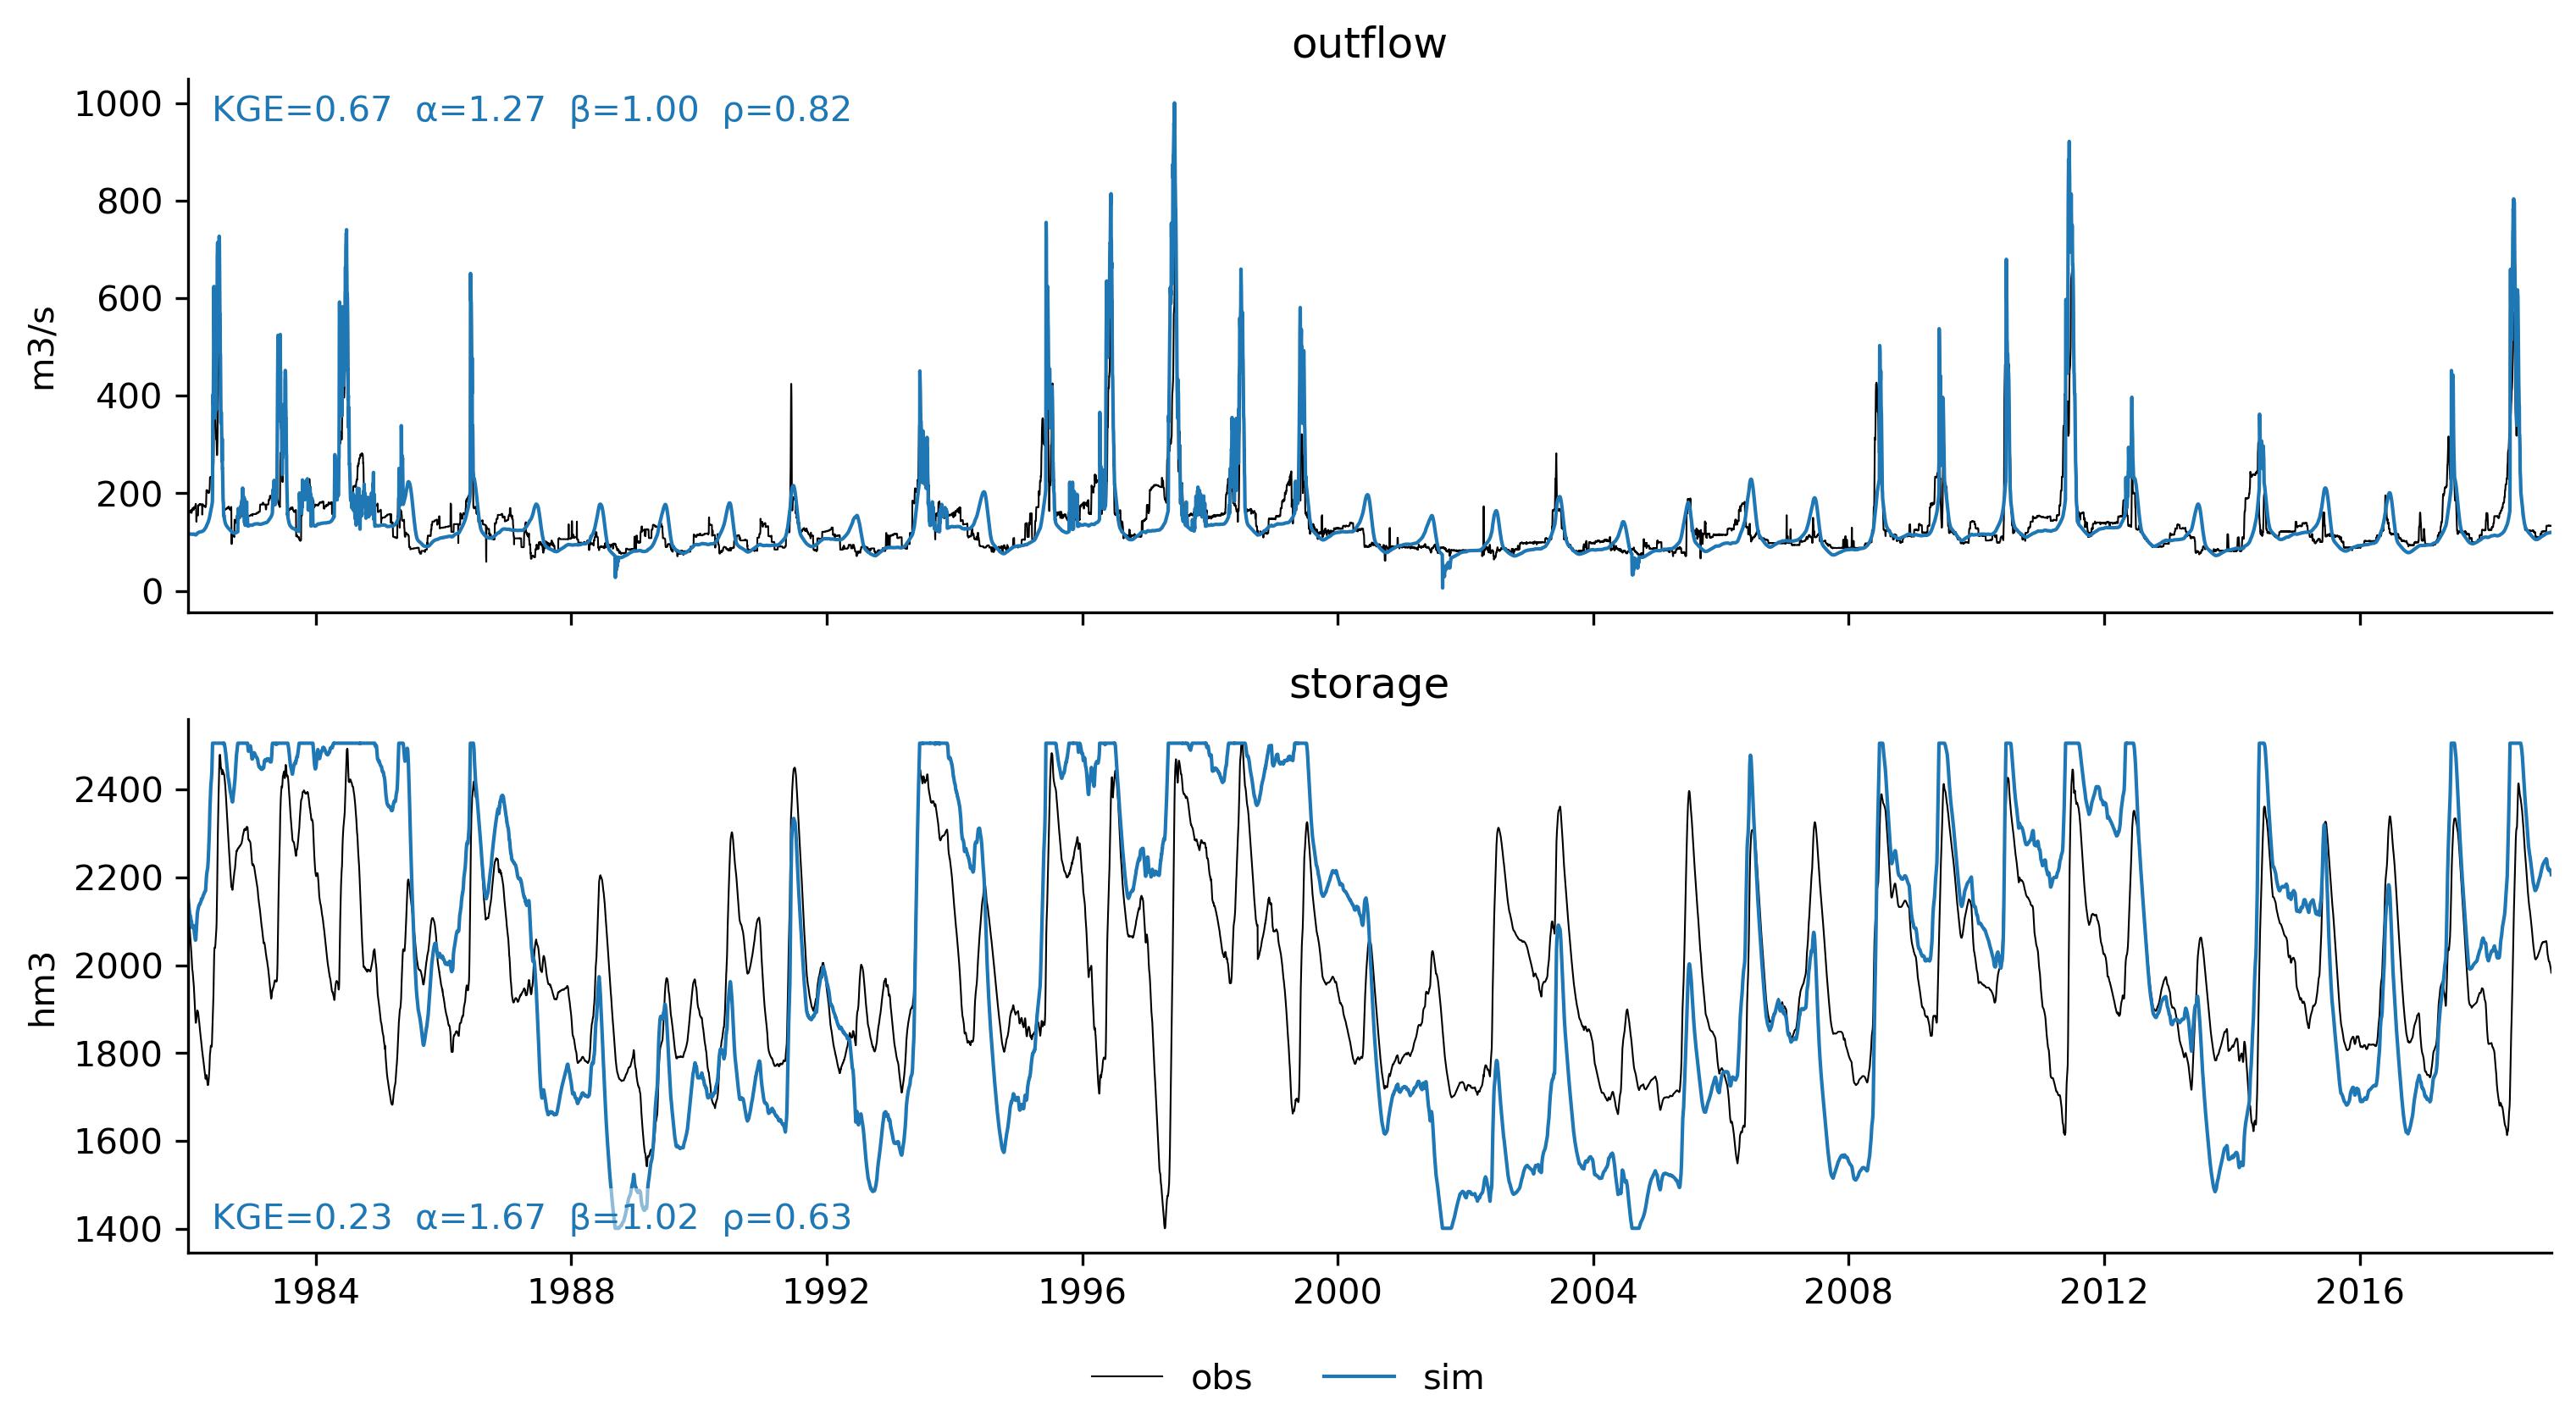 outflow
KGE=0.67 α=1.27 β=1.00 ρ=0.82
1000
800
600
400
200
0
m3/s
storage
2400
2200
2000
1800
1600
1400
hm3
KGE=0.23 α=1.67 β=1.02 ρ=0.63
1984 1988 1992 1996 2000 2004 2008 2012 2016
obs sim